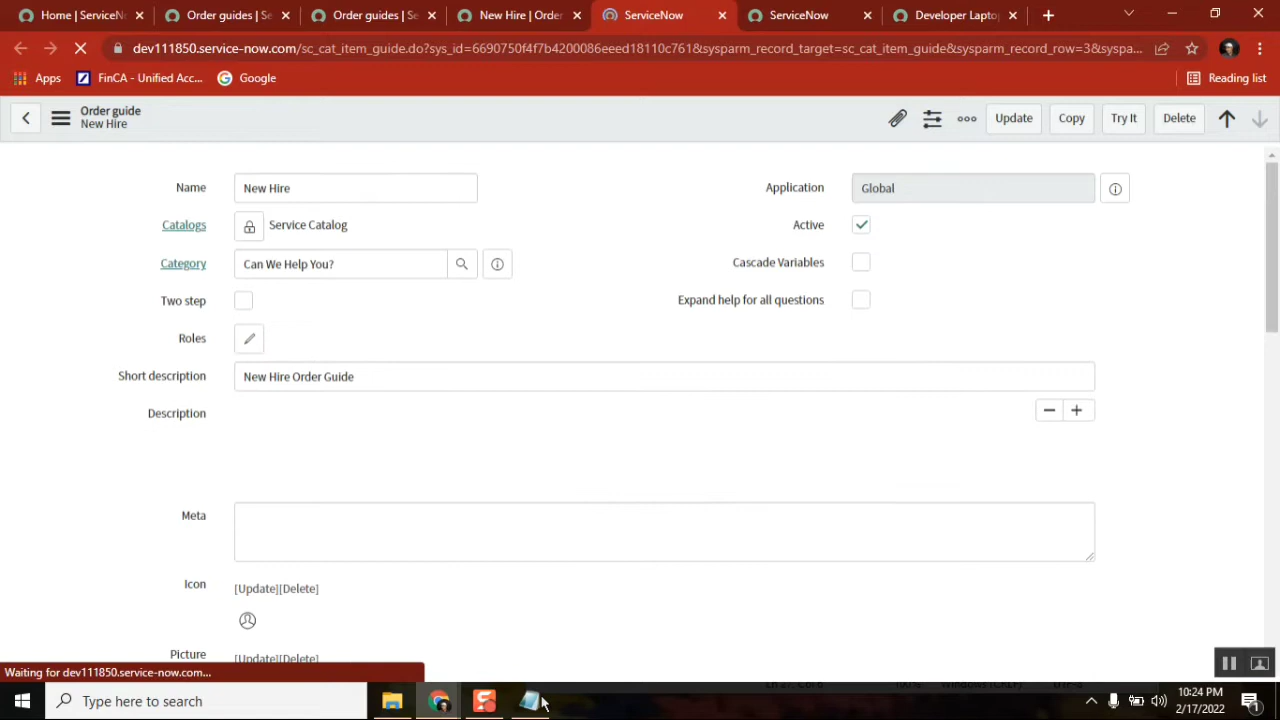 Home | ServiceN
Order guides | Se
Order guides | Se
New Hire | Order
ServiceNow
ServiceNow
Developer Lapto
dev111850.service-now.com/sc_cat_item_guide.do?sys_id=6690750f4f7b4200086eeed18110c761&sysparm_record_target=sc_cat_item_guide&sysparm_record_row=3&syspa...
Apps
FinCA - Unified Acc...
Google
Reading list
Order guide
New Hire
Update
Copy
Try It
Delete
Name
New Hire
Application
Global
Catalogs
Service Catalog
Active
Category
Can We Help You?
Cascade Variables
Two step
Expand help for all questions
Roles
Short description
New Hire Order Guide
Description
Meta
Icon
[Update][Delete]
Picture
[Update][Delete]
Waiting for dev111850.service-now.com...
Type here to search
10:24 PM
2/17/2022
1